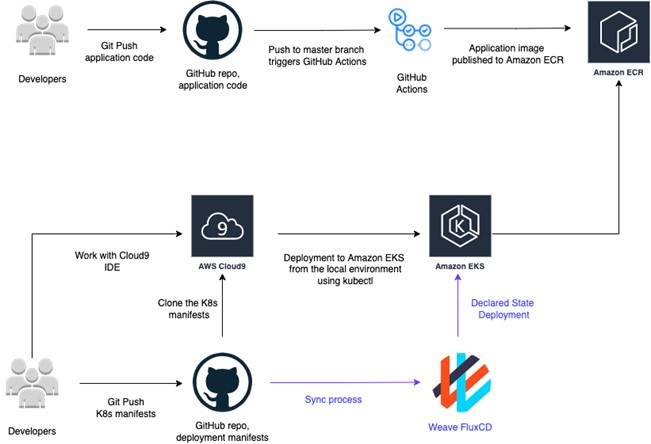 Developers
Git Push
application code
GitHub repo,
application code
Push to master branch
triggers GitHub Actions
GitHub
Actions
Application image
published to Amazon ECR
Amazon ECR
Work with Cloud9
IDE
9
AWS Cloud9
Deployment to Amazon EKS
from the local environment
using kubectl
K
Amazon EKS
Clone the K8s
manifests
Declared State
Deployment
Developers
Git Push
K8s manifests
GitHub repo,
deployment manifests
Sync process
Weave FluxCD